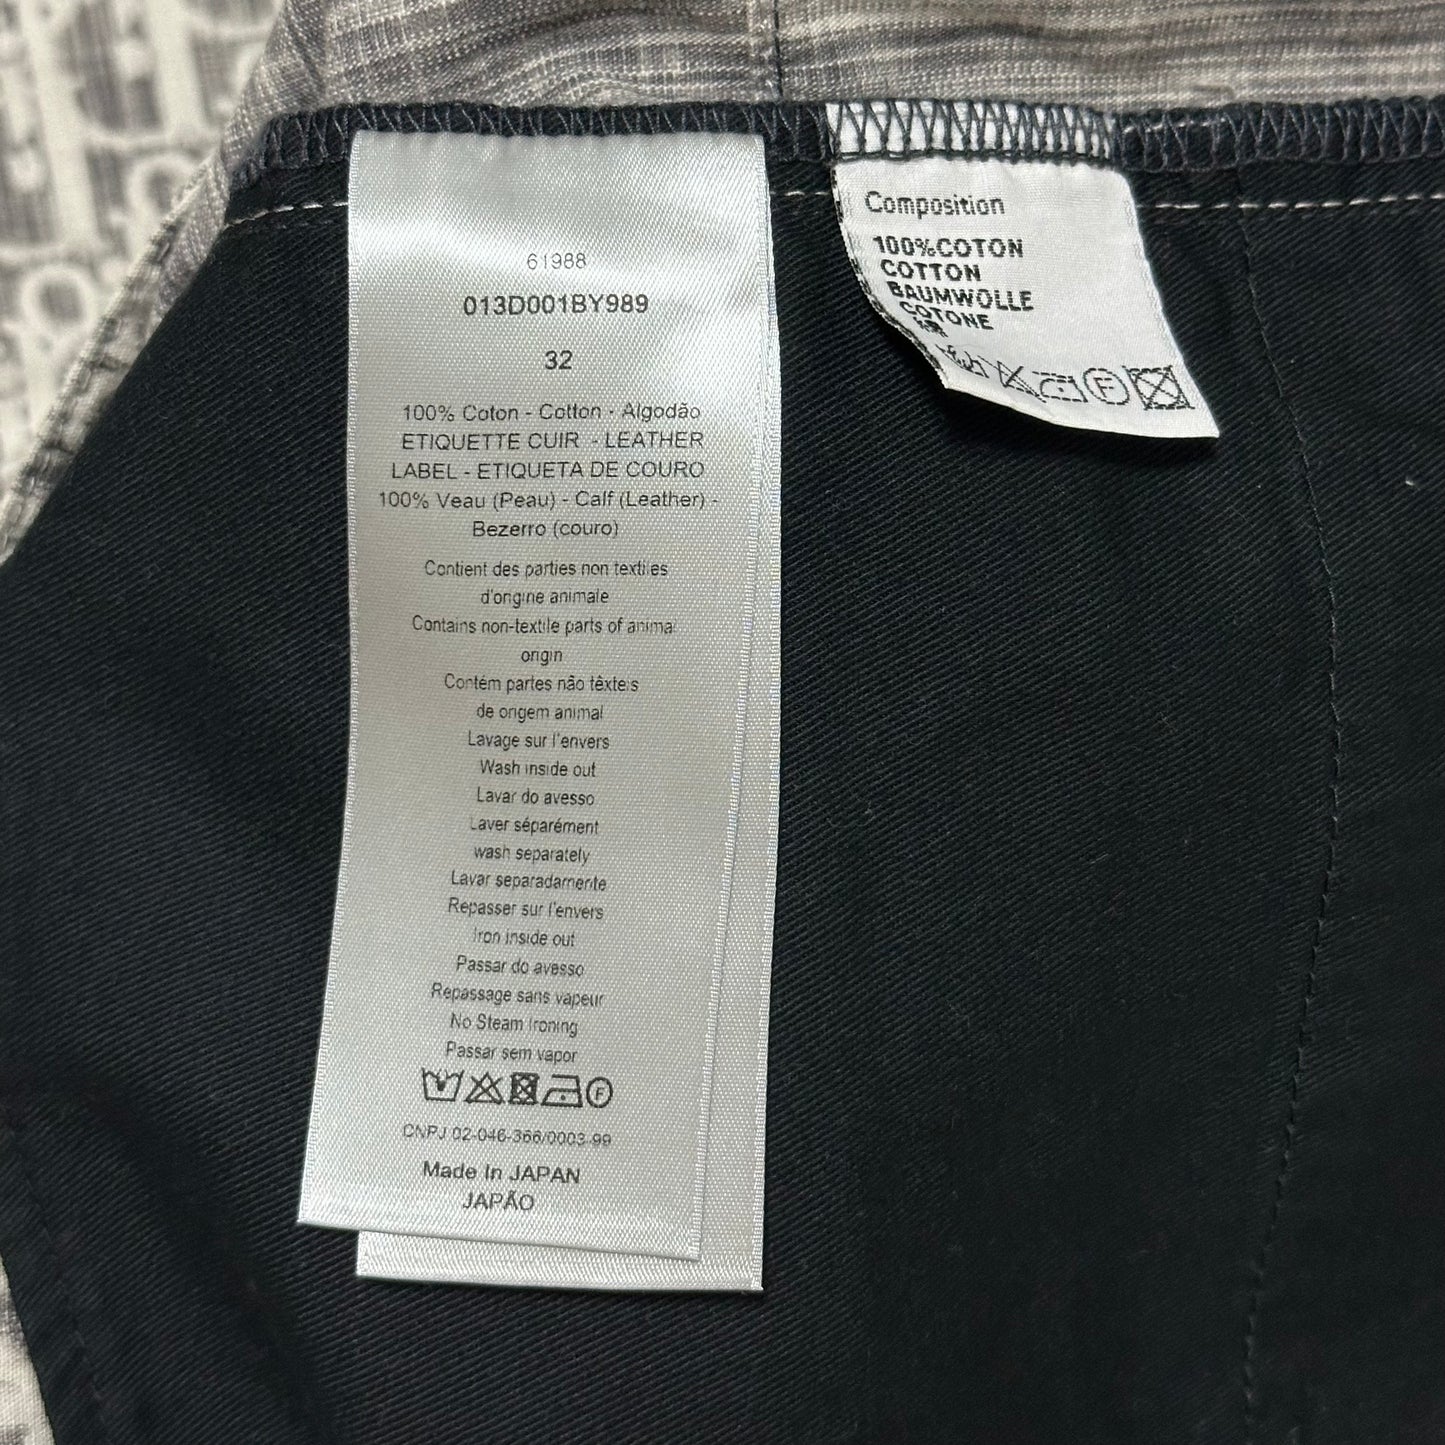 61988
013D001BY989
32
100% Coton - Cotton - Algodão
ETIQUETTE CUIR - LEATHER
LABEL - ETIQUETA DE COURO
100% Veau (Peau) - Calf (Leather) -
Bezerro (couro)
Contient des parties non textiles
d'origine animale
Contains non-textile parts of animal
origin
Contém partes não têxteis
de origem animal
Lavage sur l'envers
Wash inside out
Lavar do avesso
Laver séparément
wash separately
Lavar separadamente
Repasser sur l'envers
Iron inside out
Passar do avesso
Repassage sans vapeur
No Steam Ironing
Passar sem vapor
F
CNPJ 02-046-366/0003-99
Made In JAPAN
JAPÃO
Composition
100%COTON
COTTON
BAUMWOLLE
COTONE
F